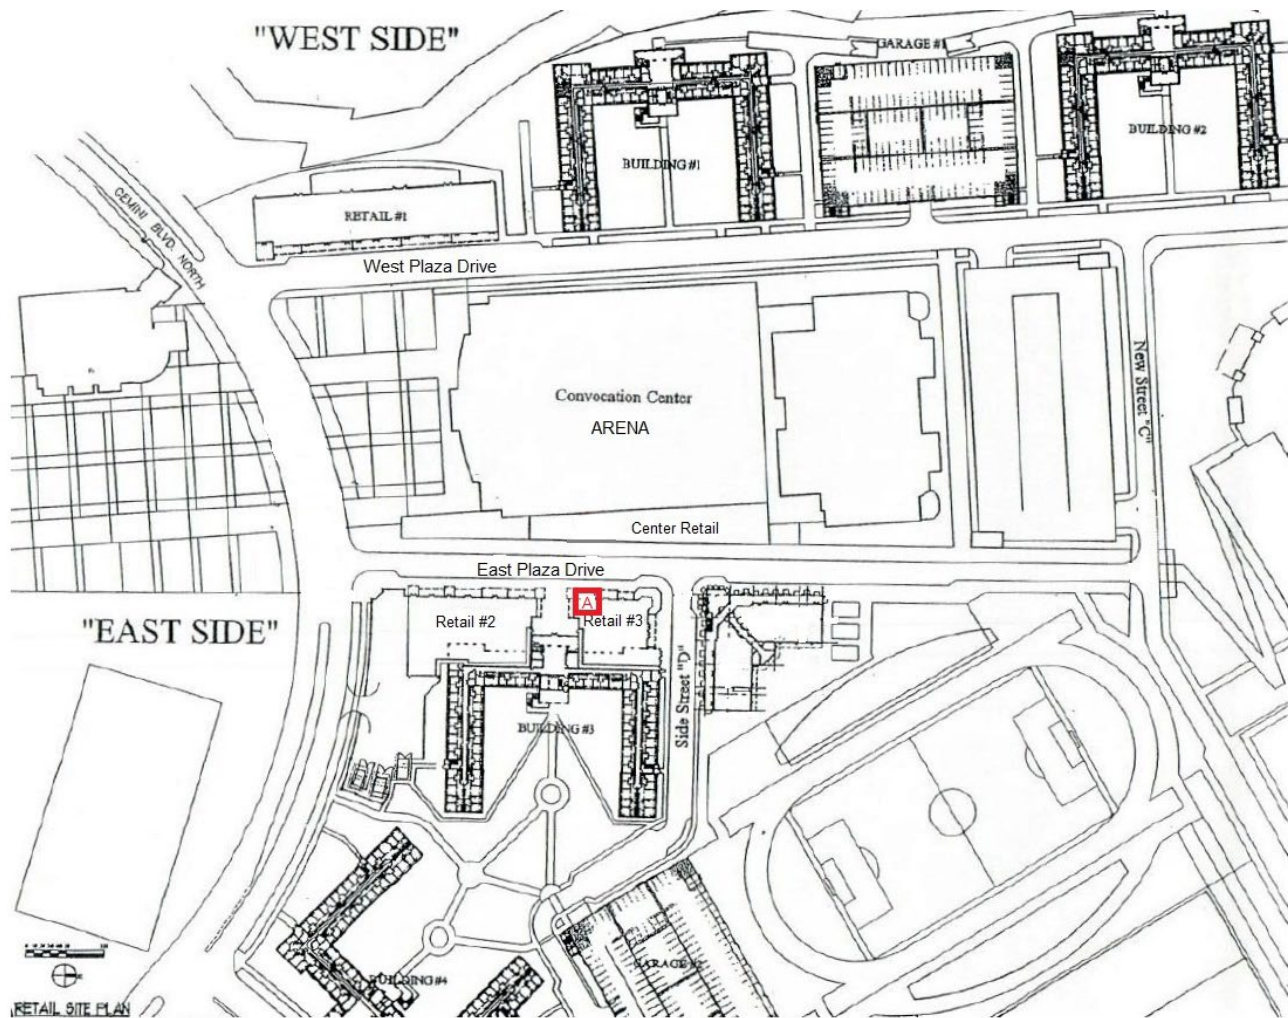 "WEST SIDE"
GARAGE #1
BUILDING #1
BUILDING #2
RETAIL #1
GEMINI BLVD. NORTH
West Plaza Drive
New Street "C"
Convocation Center
ARENA
Center Retail
East Plaza Drive
A
Retail #2
Retail #3
"EAST SIDE"
Side Street "D"
BUILDING #3
GARAGE #2
BUILDING #4
RETAIL SITE PLAN